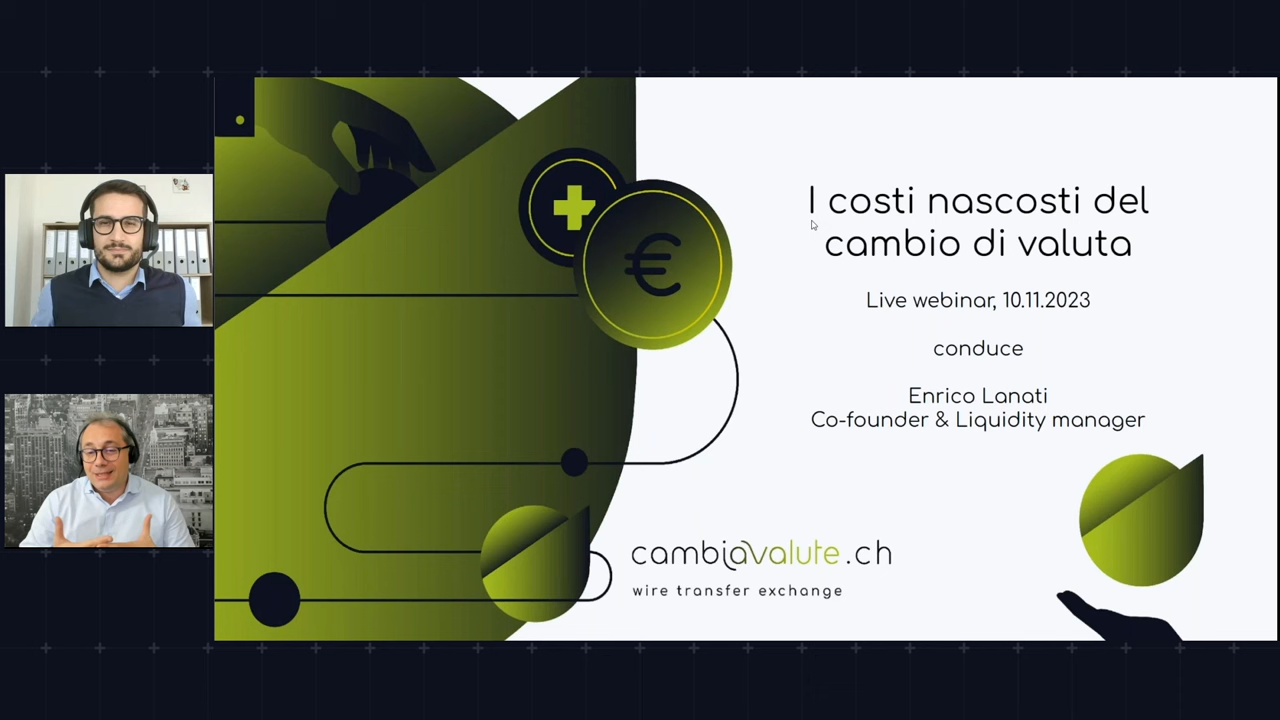 I costi nascosti del
cambio di valuta
Live webinar, 10.11.2023
conduce
Enrico Lanati
Co-founder & Liquidity manager
€
cambiavalute.ch
wire transfer exchange